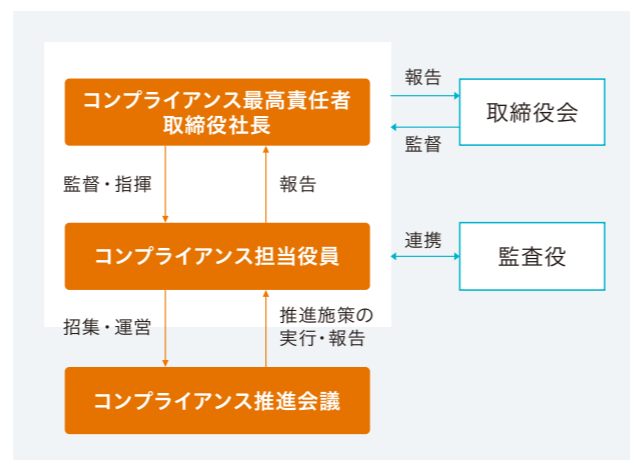 コンプライアンス最高責任者
取締役社長
報告
取締役会
監督
監督・指揮
報告
コンプライアンス担当役員
連携
監査役
招集・運営
推進施策の
実行・報告
コンプライアンス推進会議